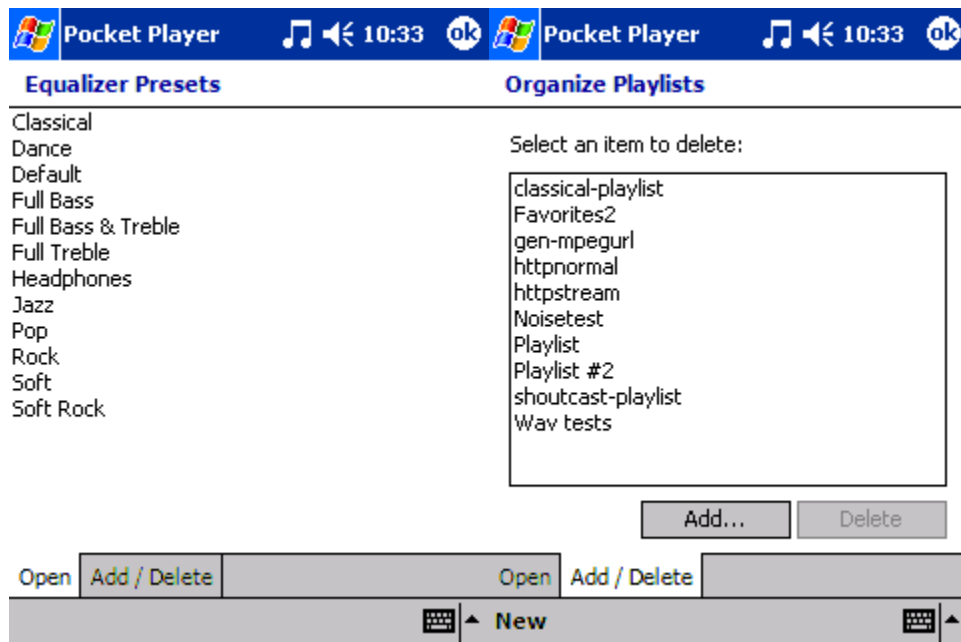 Pocket Player 10:33 ok
Equalizer Presets
Classical
Dance
Default
Full Bass
Full Bass & Treble
Full Treble
Headphones
Jazz
Pop
Rock
Soft
Soft Rock
Open Add / Delete
Pocket Player 10:33 ok
Organize Playlists
Select an item to delete:
classical-playlist
Favorites2
gen-mpegurl
httpnormal
httpstream
Noisetest
Playlist
Playlist #2
shoutcast-playlist
Wav tests
Add... Delete
Open Add / Delete
New